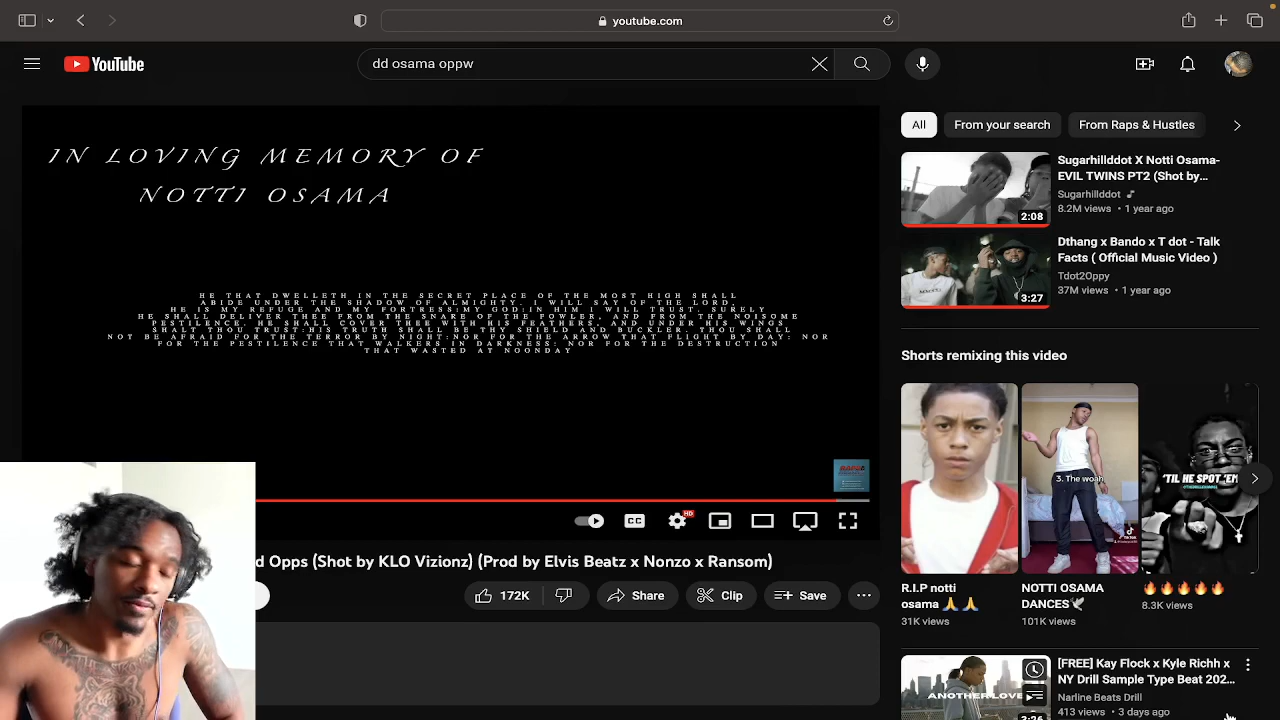 youtube.com
YouTube
dd osama oppw
IN LOVING MEMORY OF
NOTTI OSAMA
HE THAT DWELLETH IN THE SECRET PLACE OF THE MOST HIGH SHALL
ABIDE UNDER THE SHADOW OF ALMIGHTY. I WILL SAY OF THE LORD,
HE IS MY REFUGE AND MY FORTRESS:MY GOD:IN HIM I WILL TRUST. SURELY
HE SHALL DELIVER THEE FROM THE SNARE OF THE FOWLER, AND FROM THE NOISOME
PESTILENCE. HE SHALL COVER THEE WITH HIS FEATHERS, AND UNDER HIS WINGS
SHALT THOU TRUST:HIS TRUTH SHALL BE THY SHIELD AND BUCKLER. THOU SHALL
NOT BE AFRAID FOR THE TERROR BY NIGHT:NOR FOR THE ARROW THAT FLIGHT BY DAY: NOR
FOR THE PESTILENCE THAT WALKERS IN DARKNESS: NOR FOR THE DESTRUCTION
THAT WASTED AT NOONDAY
CC
HD
d Opps (Shot by KLO Vizionz) (Prod by Elvis Beatz x Nonzo x Ransom)
172K
Share
Clip
Save
All
From your search
From Raps & Hustles
Sugarhillddot X Notti Osama-
EVIL TWINS PT2 (Shot by...
Sugarhillddot
8.2M views • 1 year ago
2:08
Dthang x Bando x T dot - Talk
Facts ( Official Music Video )
Tdot2Oppy
37M views • 1 year ago
3:27
Shorts remixing this video
3. The woah
TikTok
'TIL HE SPOT 'EM
R.I.P notti
osama 🙏🙏
31K views
NOTTI OSAMA
DANCES🕊
101K views
🔥🔥🔥🔥🔥
8.3K views
ANOTHER LOVE
[FREE] Kay Flock x Kyle Richh x
NY Drill Sample Type Beat 202...
Narline Beats Drill
413 views • 3 days ago